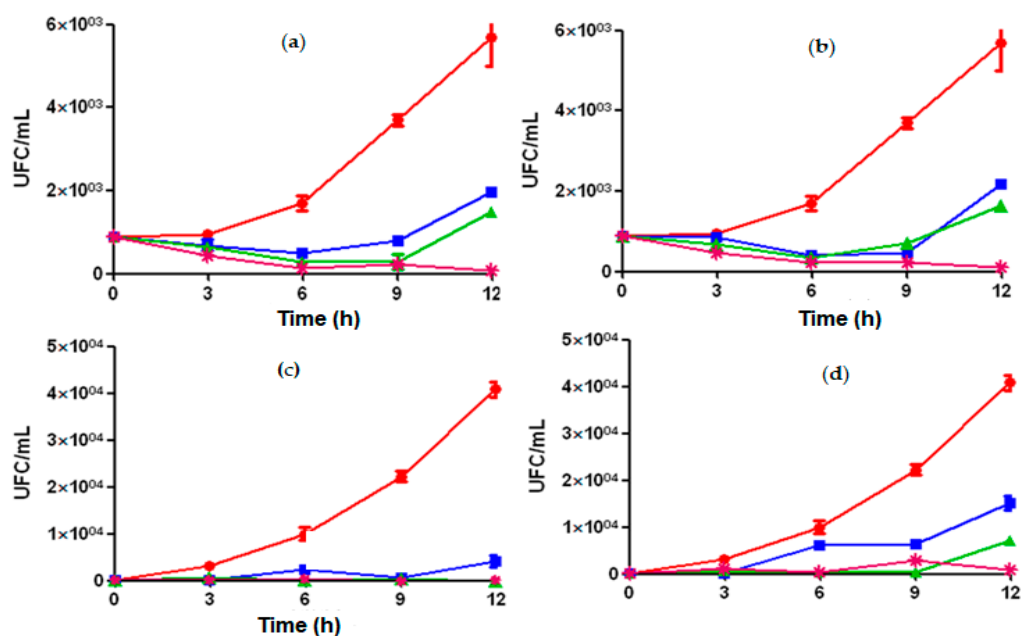 (a)
UFC/mL
6×10⁰³
4×10⁰³
2×10⁰³
0
0 3 6 9 12
Time (h)
(b)
UFC/mL
6×10⁰³
4×10⁰³
2×10⁰³
0
0 3 6 9 12
Time (h)
(c)
UFC/mL
5×10⁰⁴
4×10⁰⁴
3×10⁰⁴
2×10⁰⁴
1×10⁰⁴
0
0 3 6 9 12
Time (h)
(d)
UFC/mL
5×10⁰⁴
4×10⁰⁴
3×10⁰⁴
2×10⁰⁴
1×10⁰⁴
0
0 3 6 9 12